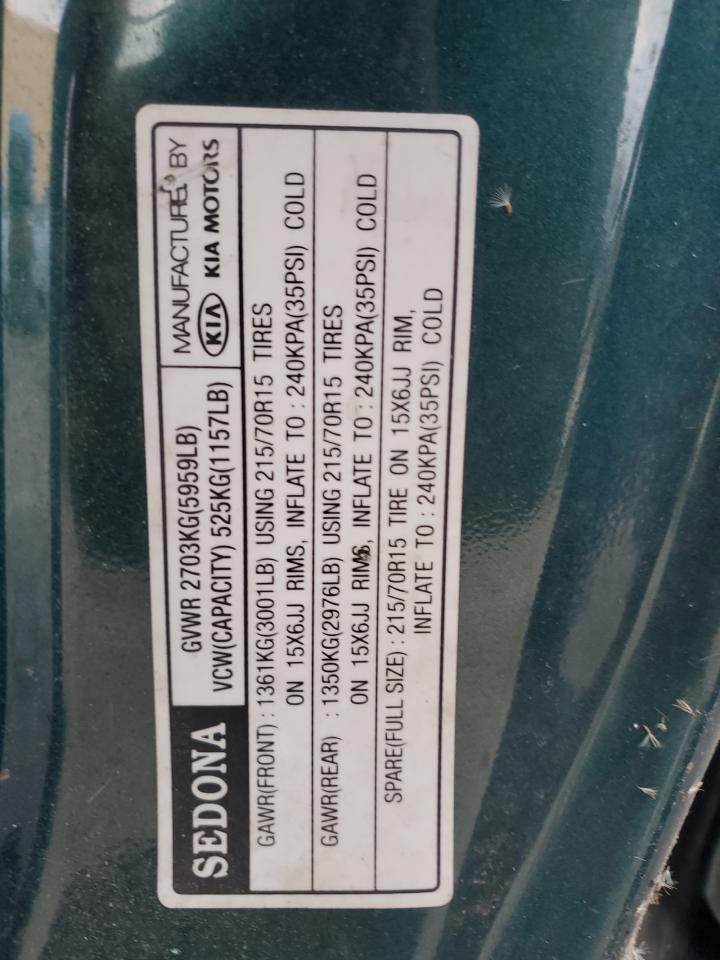 SEDONA
GVWR 2703KG(5959LB)
VCW(CAPACITY) 525KG(1157LB)
MANUFACTURE BY
KIA KIA MOTORS
GAWR(FRONT) : 1361KG(3001LB) USING 215/70R15 TIRES
ON 15X6JJ RIMS, INFLATE TO : 240KPA(35PSI) COLD
GAWR(REAR) : 1350KG(2976LB) USING 215/70R15 TIRES
ON 15X6JJ RIMS, INFLATE TO : 240KPA(35PSI) COLD
SPARE(FULL SIZE) : 215/70R15 TIRE ON 15X6JJ RIM,
INFLATE TO : 240KPA(35PSI) COLD